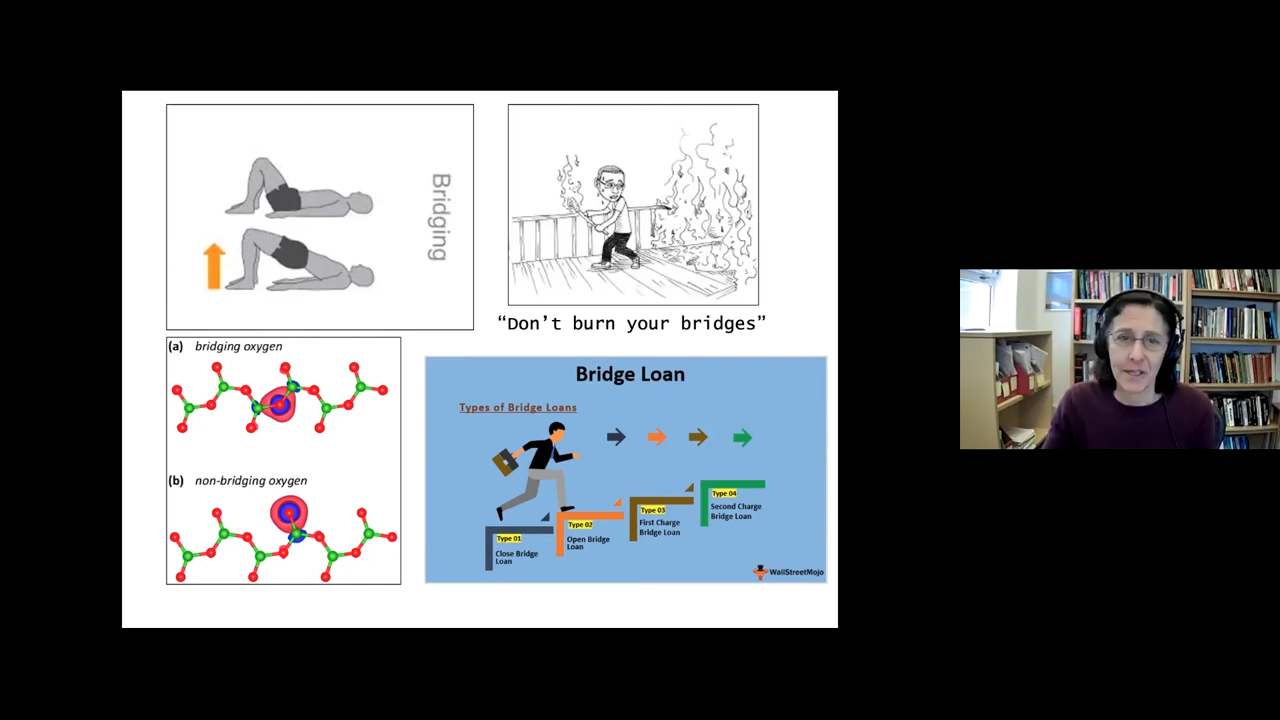 Bridging
“Don’t burn your bridges”
(a) bridging oxygen
(b) non-bridging oxygen
Bridge Loan
Types of Bridge Loans
Type 01
Close Bridge
Loan
Type 02
Open Bridge
Loan
Type 03
First Charge
Bridge Loan
Type 04
Second Charge
Bridge Loan
WallStreetMojo